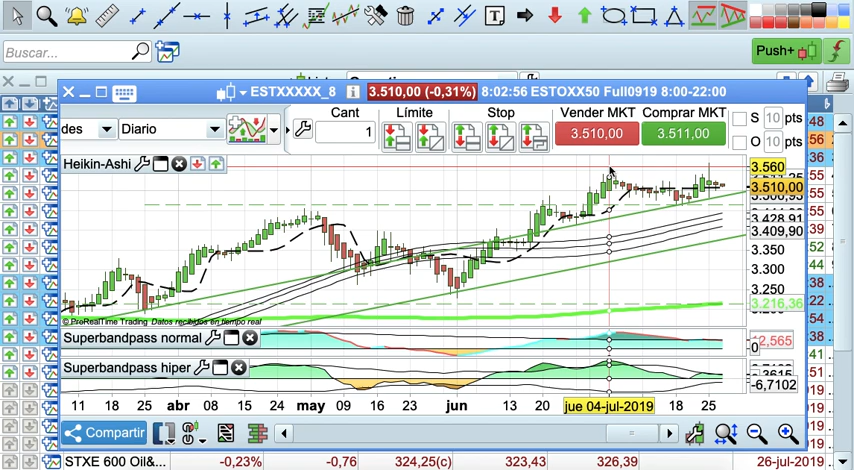 Buscar...
Push+
ESTXXXXX_8 i 3.510,00 (-0,31%) 8:02:56 ESTOXX50 Full0919 8:00-22:00
Cant Límite Stop Vender MKT Comprar MKT S 10 pts
des Diario 1 3.510,00 3.511,00 O 10 pts
Heikin-Ashi
3.560
3.510,00
3.428,91
3.409,90
3.350
3.300
3.250
3.216,36
© ProRealTime Trading Datos recibidos en tiempo real
Superbandpass normal
12,565
0
Superbandpass hiper
-6,7102
11 18 25 abr 08 15 24 may 09 16 23 jun 13 20 jue 04-jul-2019 18 25
Compartir
STXE 600 Oil&... -0,23% -0,76 324,25(c) 323,43 326,39 26-jul-2019